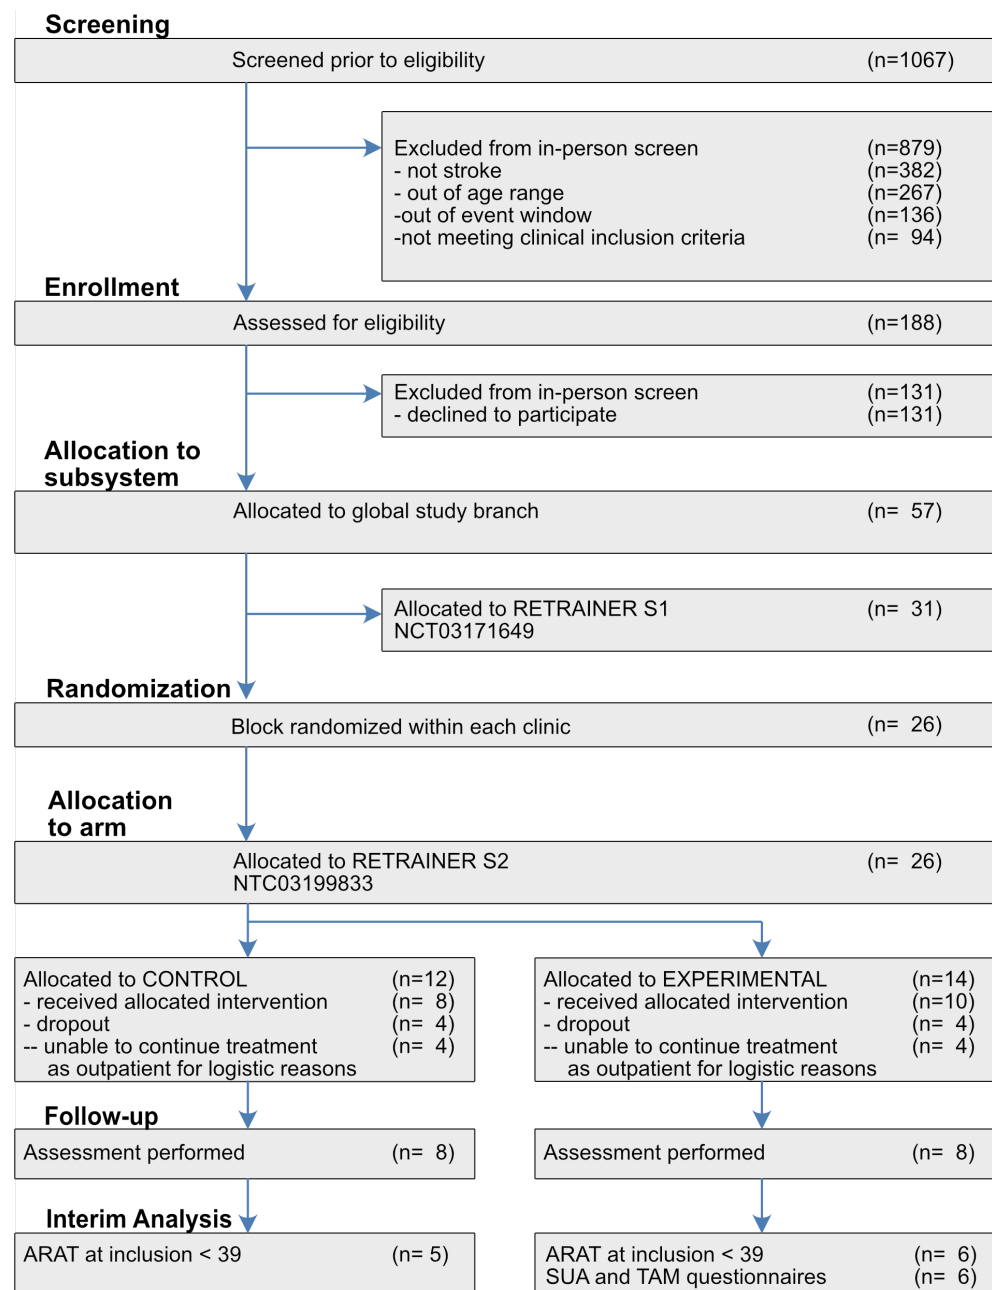 Screening
Screened prior to eligibility (n=1067)
Excluded from in-person screen (n=879)
- not stroke (n=382)
- out of age range (n=267)
-out of event window (n=136)
-not meeting clinical inclusion criteria (n= 94)
Enrollment
Assessed for eligibility (n=188)
Excluded from in-person screen (n=131)
- declined to participate (n=131)
Allocation to
subsystem
Allocated to global study branch (n= 57)
Allocated to RETRAINER S1 (n= 31)
NCT03171649
Randomization
Block randomized within each clinic (n= 26)
Allocation
to arm
Allocated to RETRAINER S2 (n= 26)
NTC03199833
Allocated to CONTROL (n=12)
- received allocated intervention (n= 8)
- dropout (n= 4)
-- unable to continue treatment (n= 4)
as outpatient for logistic reasons
Allocated to EXPERIMENTAL (n=14)
- received allocated intervention (n=10)
- dropout (n= 4)
-- unable to continue treatment (n= 4)
as outpatient for logistic reasons
Follow-up
Assessment performed (n= 8)
Assessment performed (n= 8)
Interim Analysis
ARAT at inclusion < 39 (n= 5)
ARAT at inclusion < 39 (n= 6)
SUA and TAM questionnaires (n= 6)